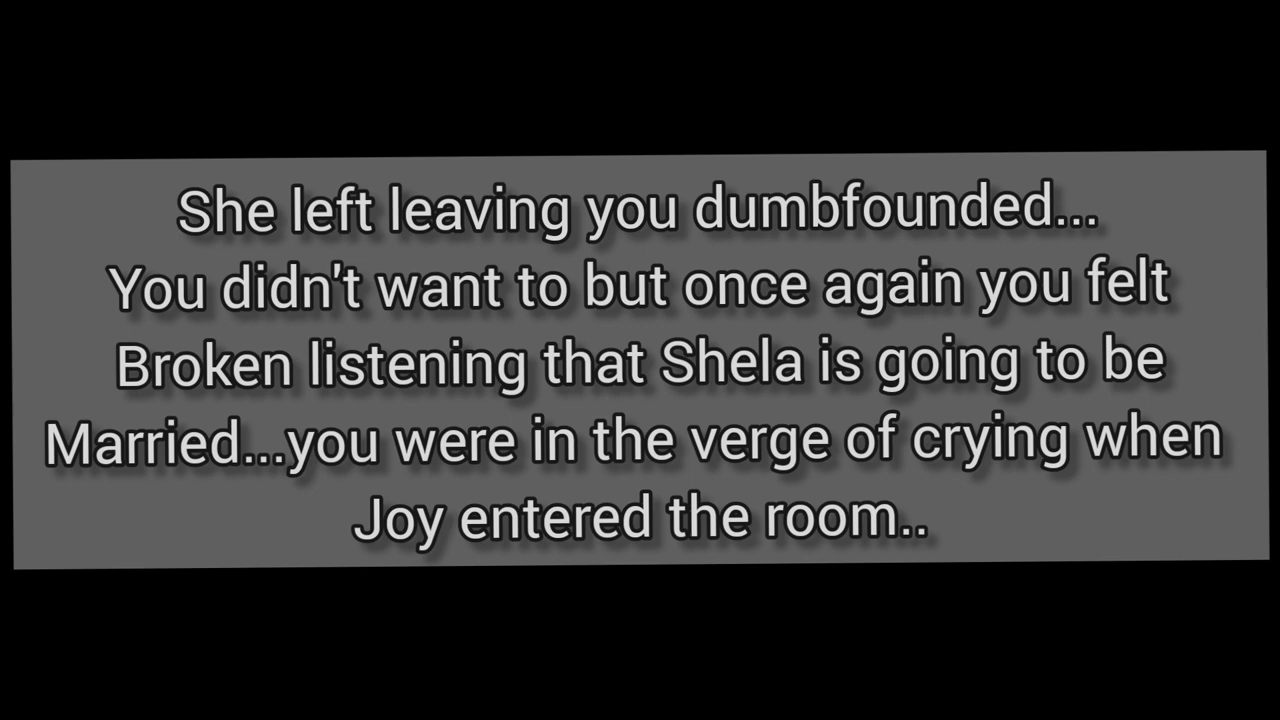 She left leaving you dumbfounded...
You didn't want to but once again you felt
Broken listening that Shela is going to be
Married...you were in the verge of crying when
Joy entered the room..